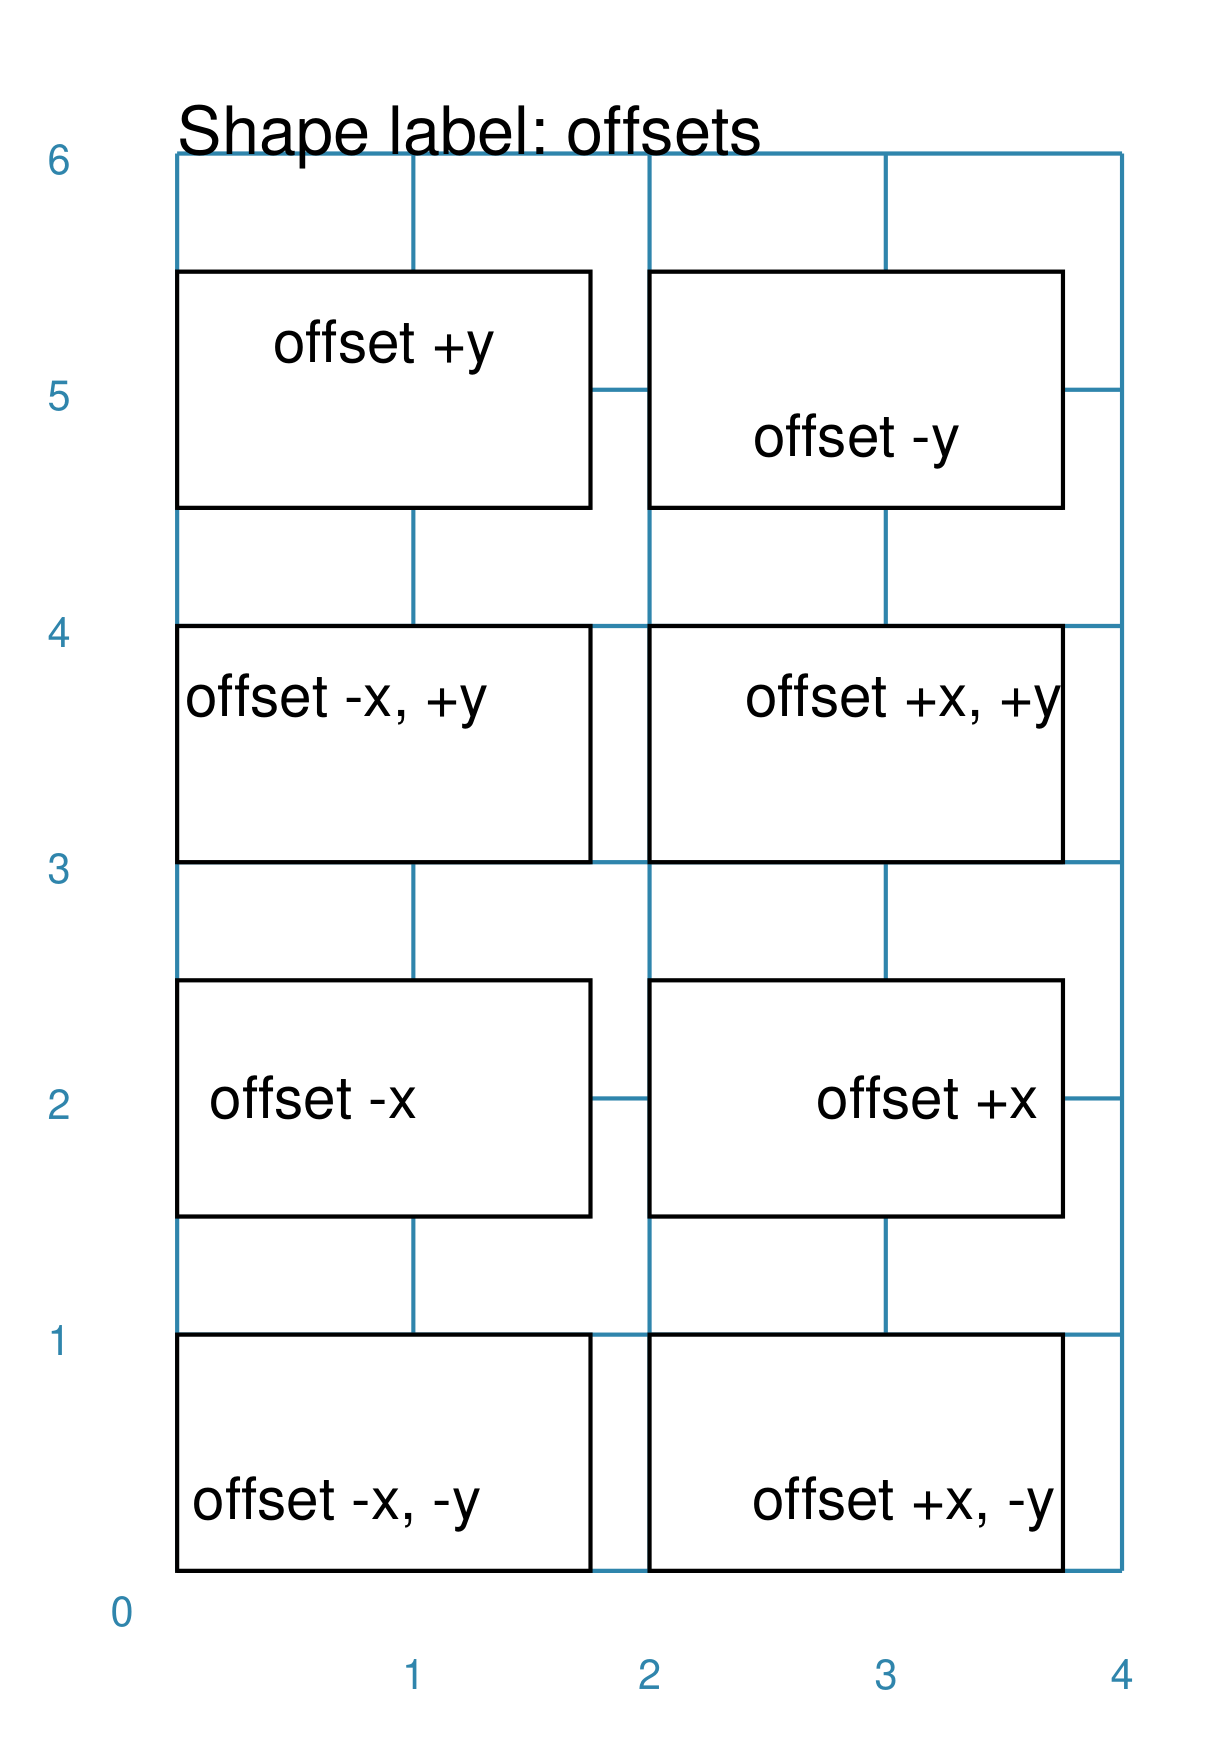 Shape label: offsets
6
offset +y
5
offset -y
4
offset -x, +y
offset +x, +y
3
2
offset -x
offset +x
1
offset -x, -y
offset +x, -y
0
1
2
3
4